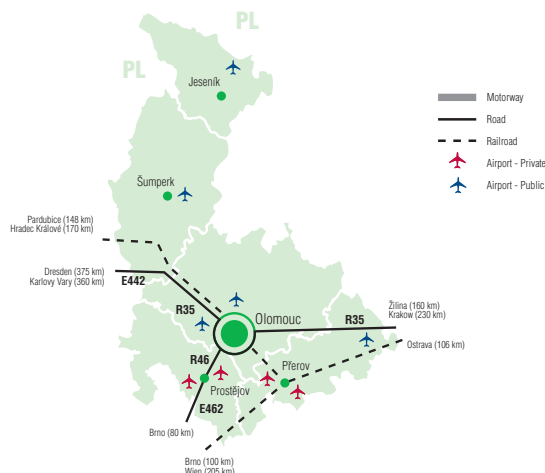 PL
PL
Jeseník
Motorway
Road
Railroad
Airport - Private
Airport - Public
Šumperk
Pardubice (148 km)
Hradec Králové (170 km)
Dresden (375 km)
Karlovy Vary (360 km)
E442
R35
Olomouc
R35
Žilina (160 km)
Krakow (230 km)
Ostrava (106 km)
R46
Přerov
Prostějov
E462
Brno (80 km)
Brno (100 km)
Wien (205 km)